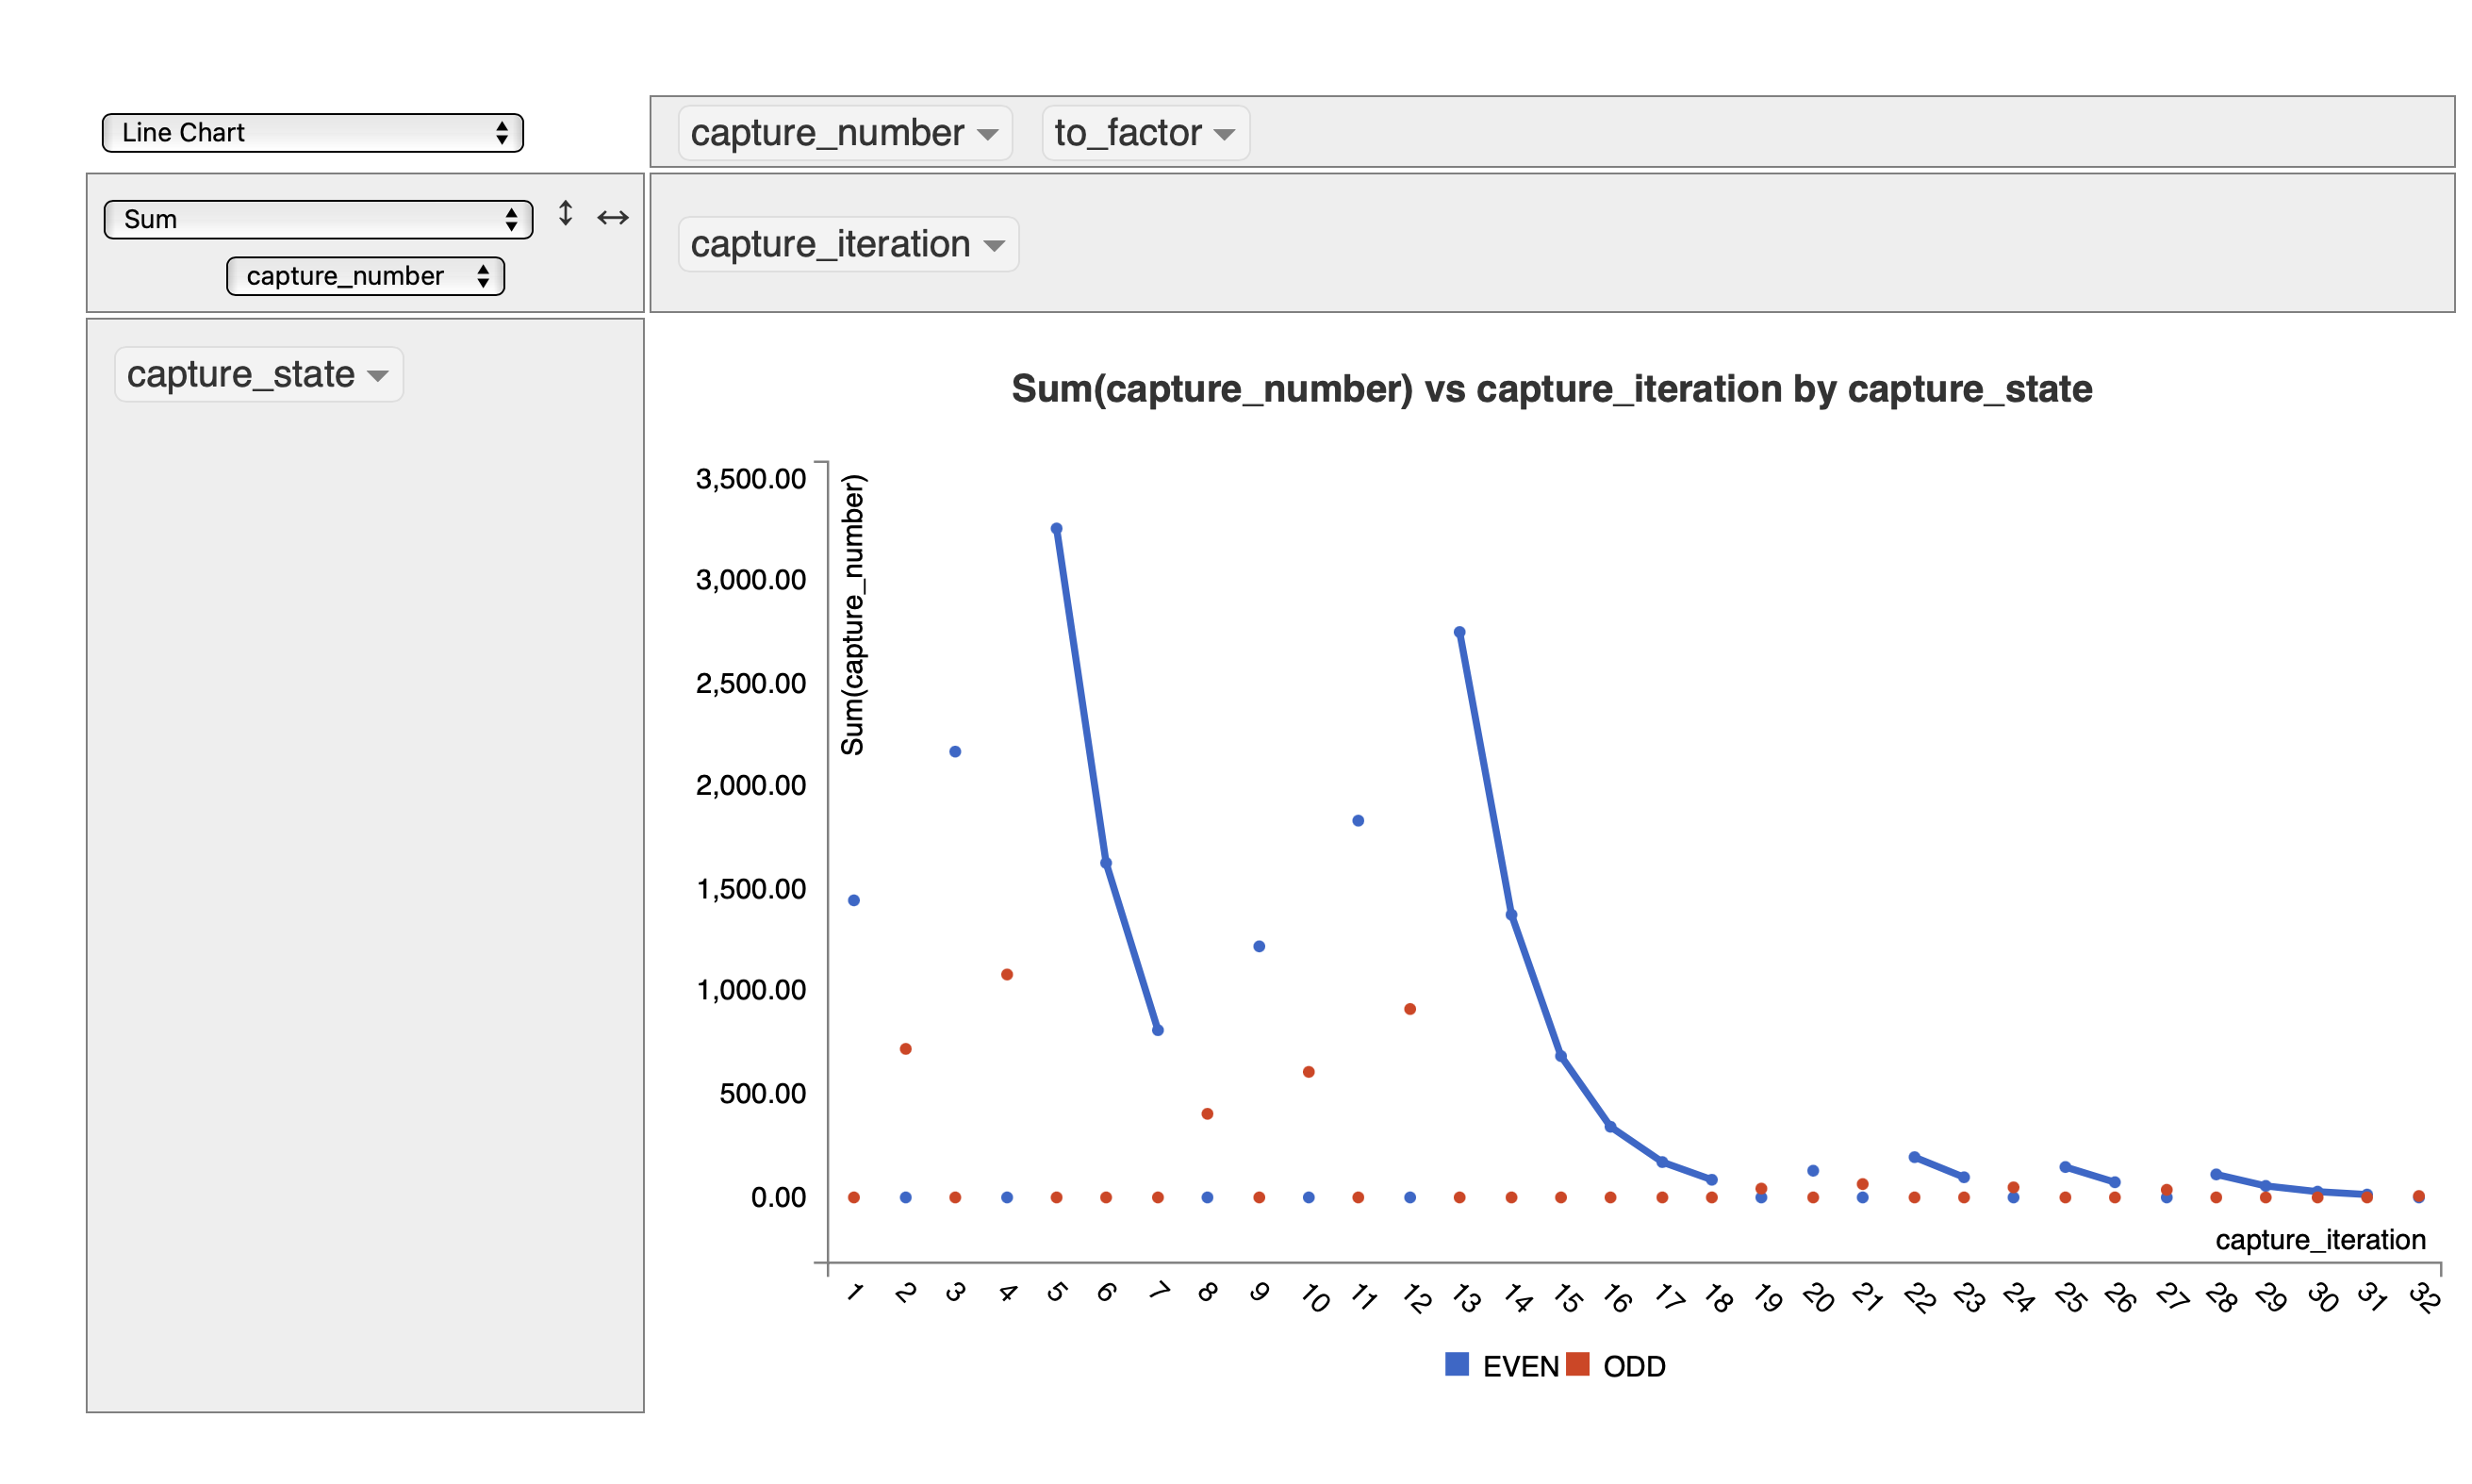 Line Chart
capture_number to_factor
Sum
capture_number
capture_iteration
capture_state
Sum(capture_number) vs capture_iteration by capture_state
3,500.00
3,000.00
2,500.00
2,000.00
1,500.00
1,000.00
500.00
0.00
Sum(capture_number)
capture_iteration
1 2 3 4 5 6 7 8 9 10 11 12 13 14 15 16 17 18 19 20 21 22 23 24 25 26 27 28 29 30 31 32
EVEN ODD